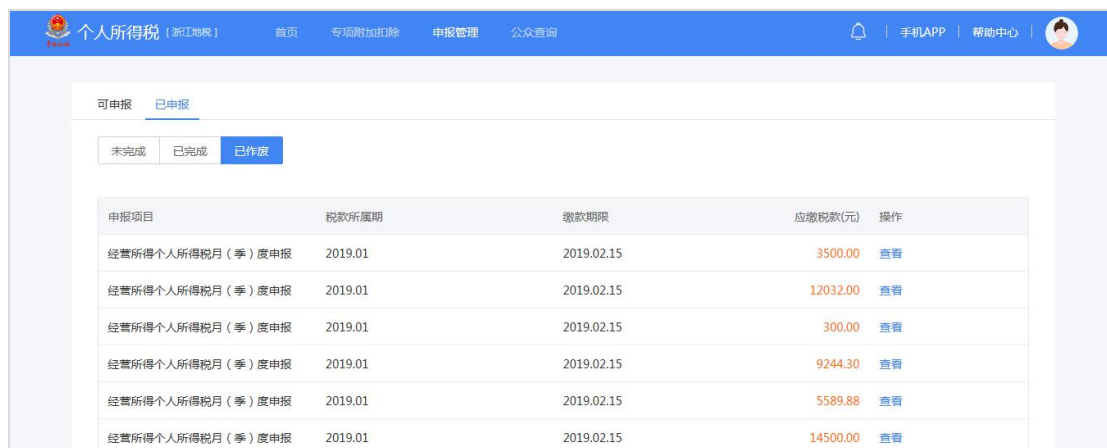 个人所得税 [ 浙江地税 ] 首页 专项附加扣除 申报管理 公众查询 手机APP 帮助中心
可申报 已申报
未完成 已完成 已作废
申报项目 税款所属期 缴款期限 应缴税款(元) 操作
经营所得个人所得税月（季）度申报 2019.01 2019.02.15 3500.00 查看
经营所得个人所得税月（季）度申报 2019.01 2019.02.15 12032.00 查看
经营所得个人所得税月（季）度申报 2019.01 2019.02.15 300.00 查看
经营所得个人所得税月（季）度申报 2019.01 2019.02.15 9244.30 查看
经营所得个人所得税月（季）度申报 2019.01 2019.02.15 5589.88 查看
经营所得个人所得税月（季）度申报 2019.01 2019.02.15 14500.00 查看